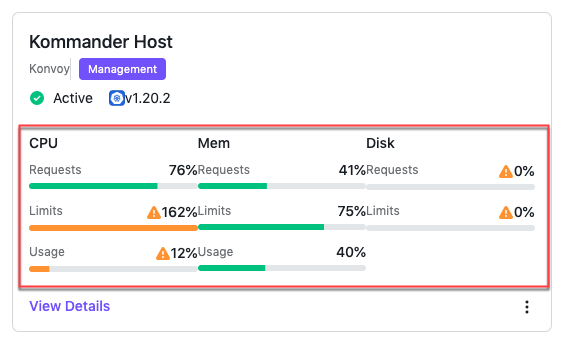 Kommander Host
Konvoy Management
Active v1.20.2
CPU Mem Disk
Requests 76% Requests 41% Requests 0%
Limits 162% Limits 75% Limits 0%
Usage 12% Usage 40%
View Details